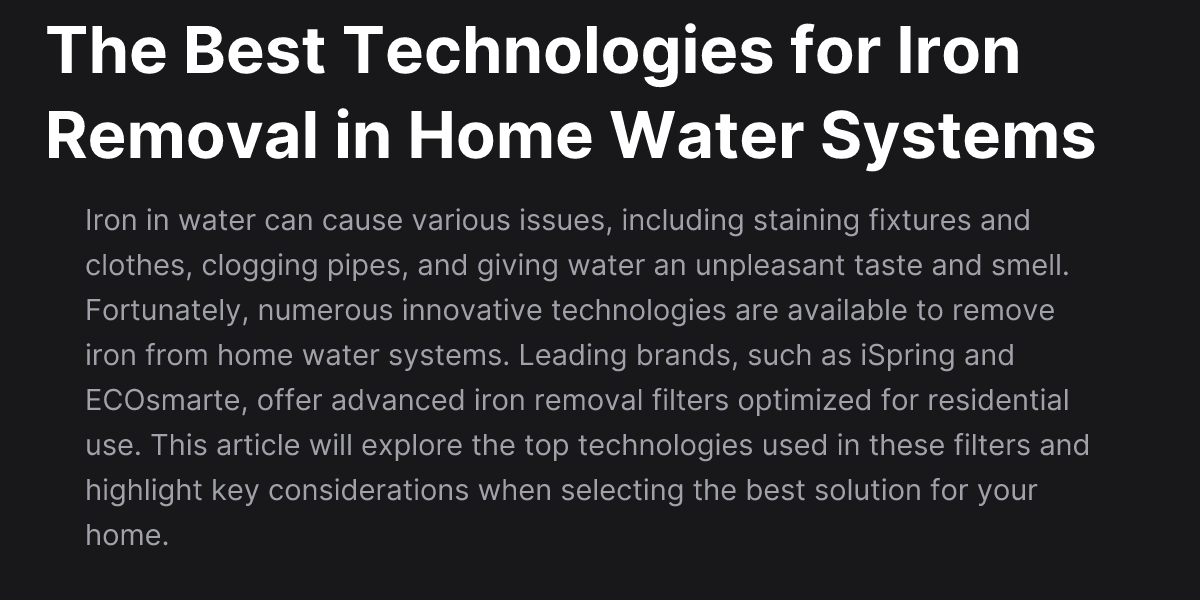 The Best Technologies for Iron
Removal in Home Water Systems
Iron in water can cause various issues, including staining fixtures and
clothes, clogging pipes, and giving water an unpleasant taste and smell.
Fortunately, numerous innovative technologies are available to remove
iron from home water systems. Leading brands, such as iSpring and
ECOsmarte, offer advanced iron removal filters optimized for residential
use. This article will explore the top technologies used in these filters and
highlight key considerations when selecting the best solution for your
home.